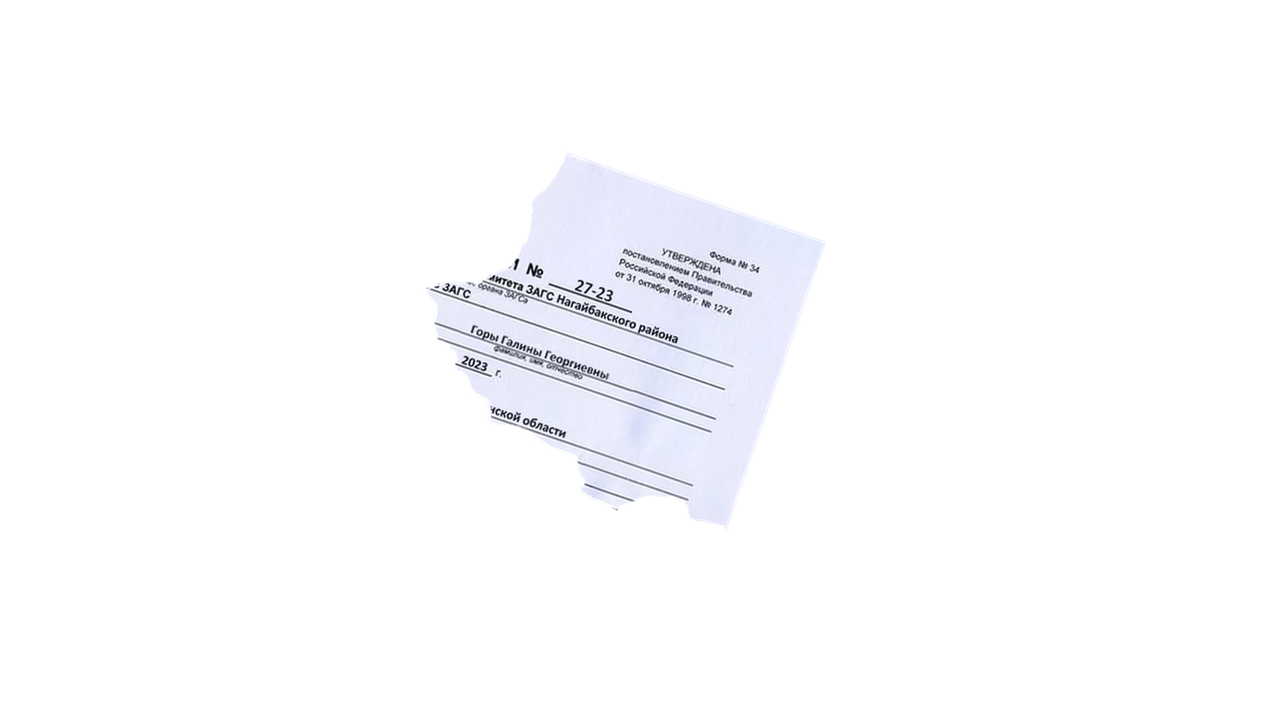 Форма № 34
УТВЕРЖДЕНА
постановлением Правительства
Российской Федерации
от 31 октября 1998 г. № 1274
№ 27-23
митета ЗАГС Нагайбакского района
органа ЗАГСа
ЗАГС
Горы Галины Георгиевны
фамилия, имя, отчество
2023 г.
нской области